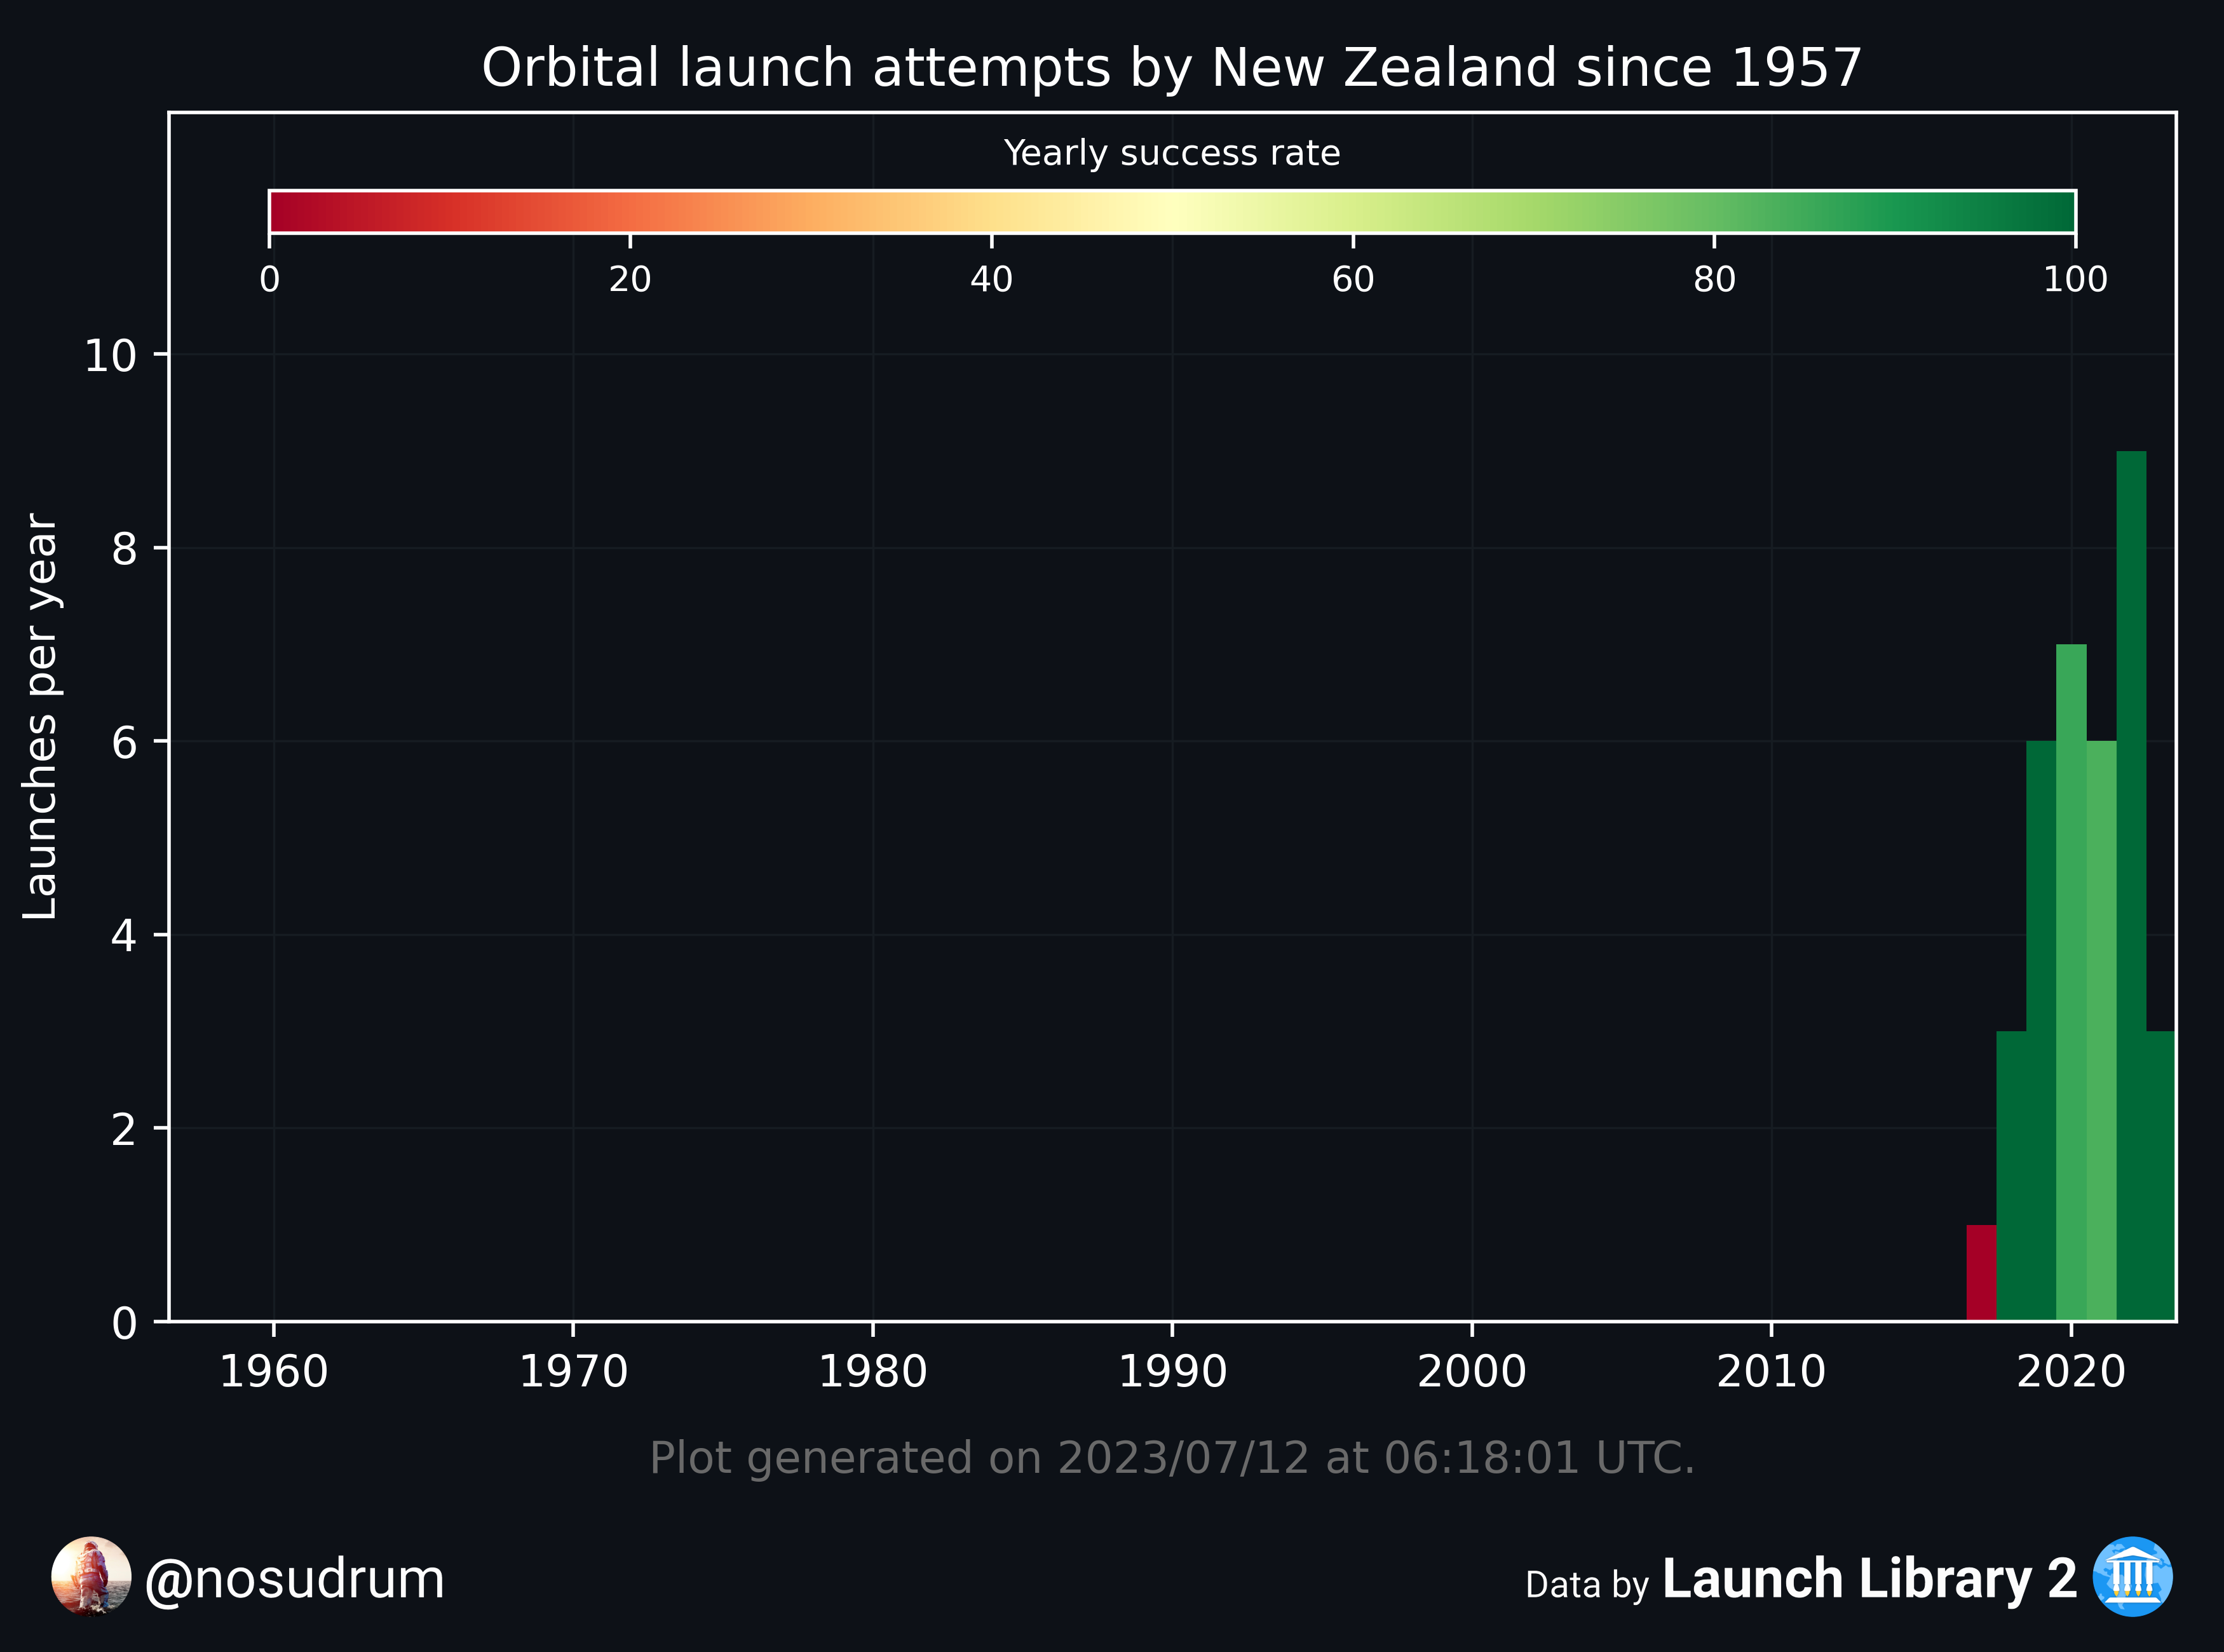 Orbital launch attempts by New Zealand since 1957
Yearly success rate
0 20 40 60 80 100
Launches per year
10
8
6
4
2
0
1960 1970 1980 1990 2000 2010 2020
Plot generated on 2023/07/12 at 06:18:01 UTC.
@nosudrum
Data by Launch Library 2